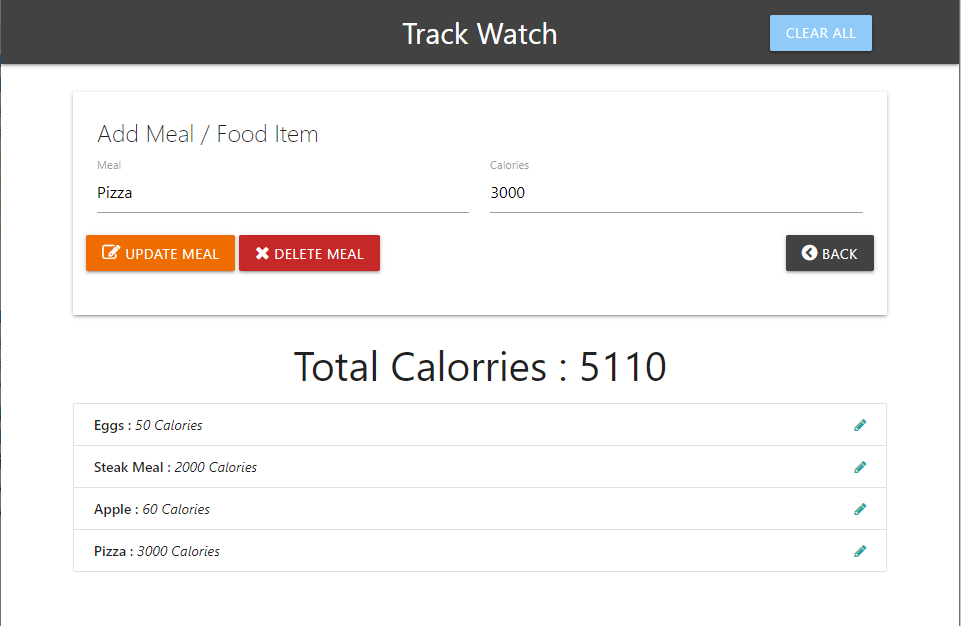 Track Watch
CLEAR ALL
Add Meal / Food Item
Meal
Calories
Pizza
3000
UPDATE MEAL
DELETE MEAL
BACK
Total Calorries : 5110
Eggs : 50 Calories
Steak Meal : 2000 Calories
Apple : 60 Calories
Pizza : 3000 Calories